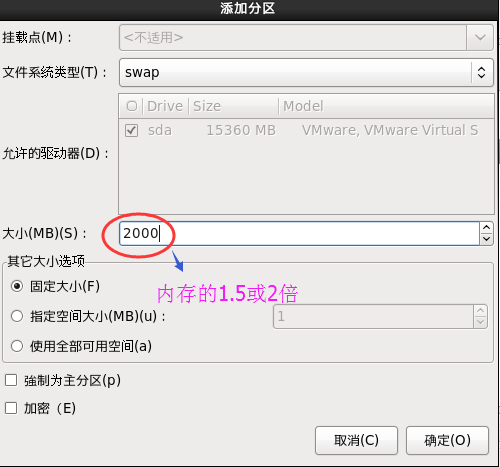 添加分区
挂载点(M)： <不适用>
文件系统类型(T)： swap
Drive Size Model
sda 15360 MB VMware, VMware Virtual S
允许的驱动器(D)：
大小(MB)(S)： 2000
其它大小选项
内存的1.5或2倍
固定大小(F)
指定空间大小(MB)(u)： 1
使用全部可用空间(a)
強制为主分区(p)
加密（E)
取消(C) 确定(O)